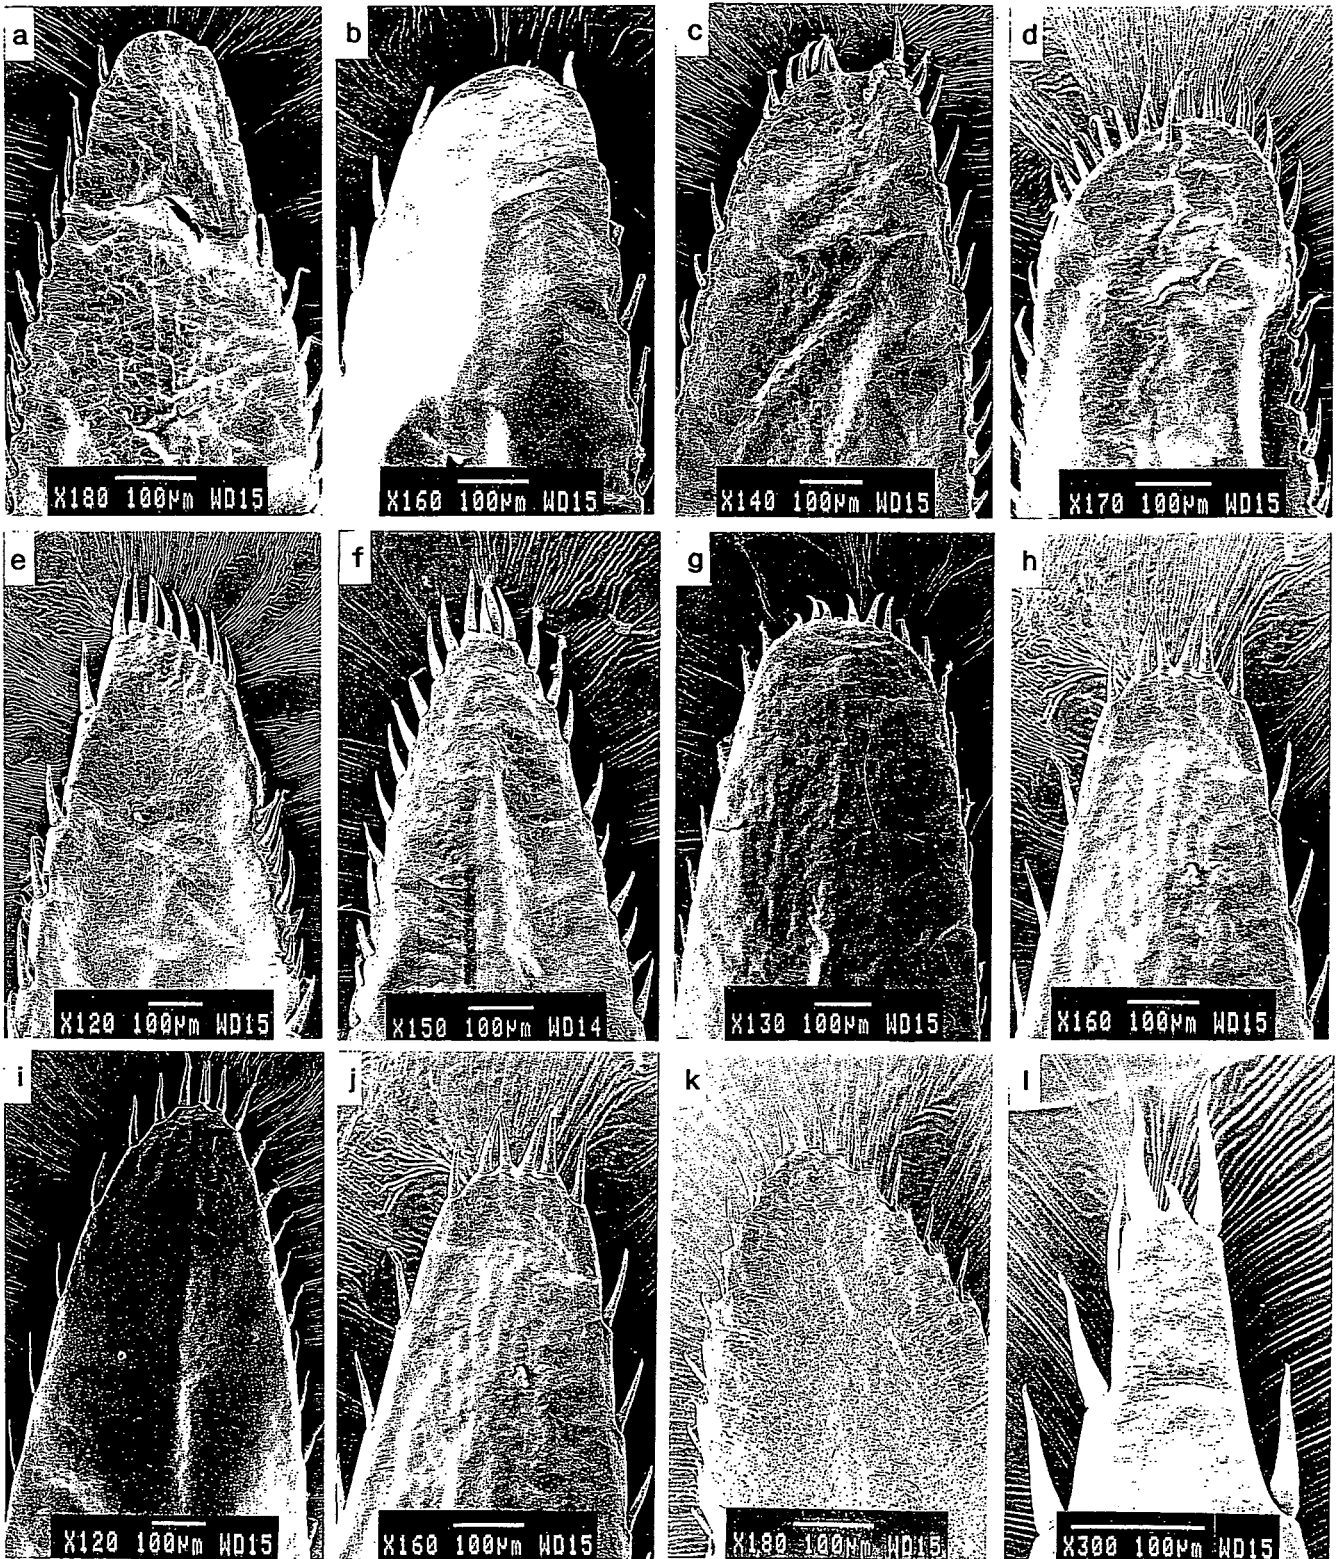 a
b
c
d
X180 100µm WD15
X160 100µm WD15
X140 100µm WD15
X170 100µm WD15
e
f
g
h
X120 100µm WD15
X150 100µm WD14
X130 100µm WD15
X160 100µm WD15
i
j
k
l
X120 100µm WD15
X160 100µm WD15
X180 100µm WD15
X300 100µm WD15